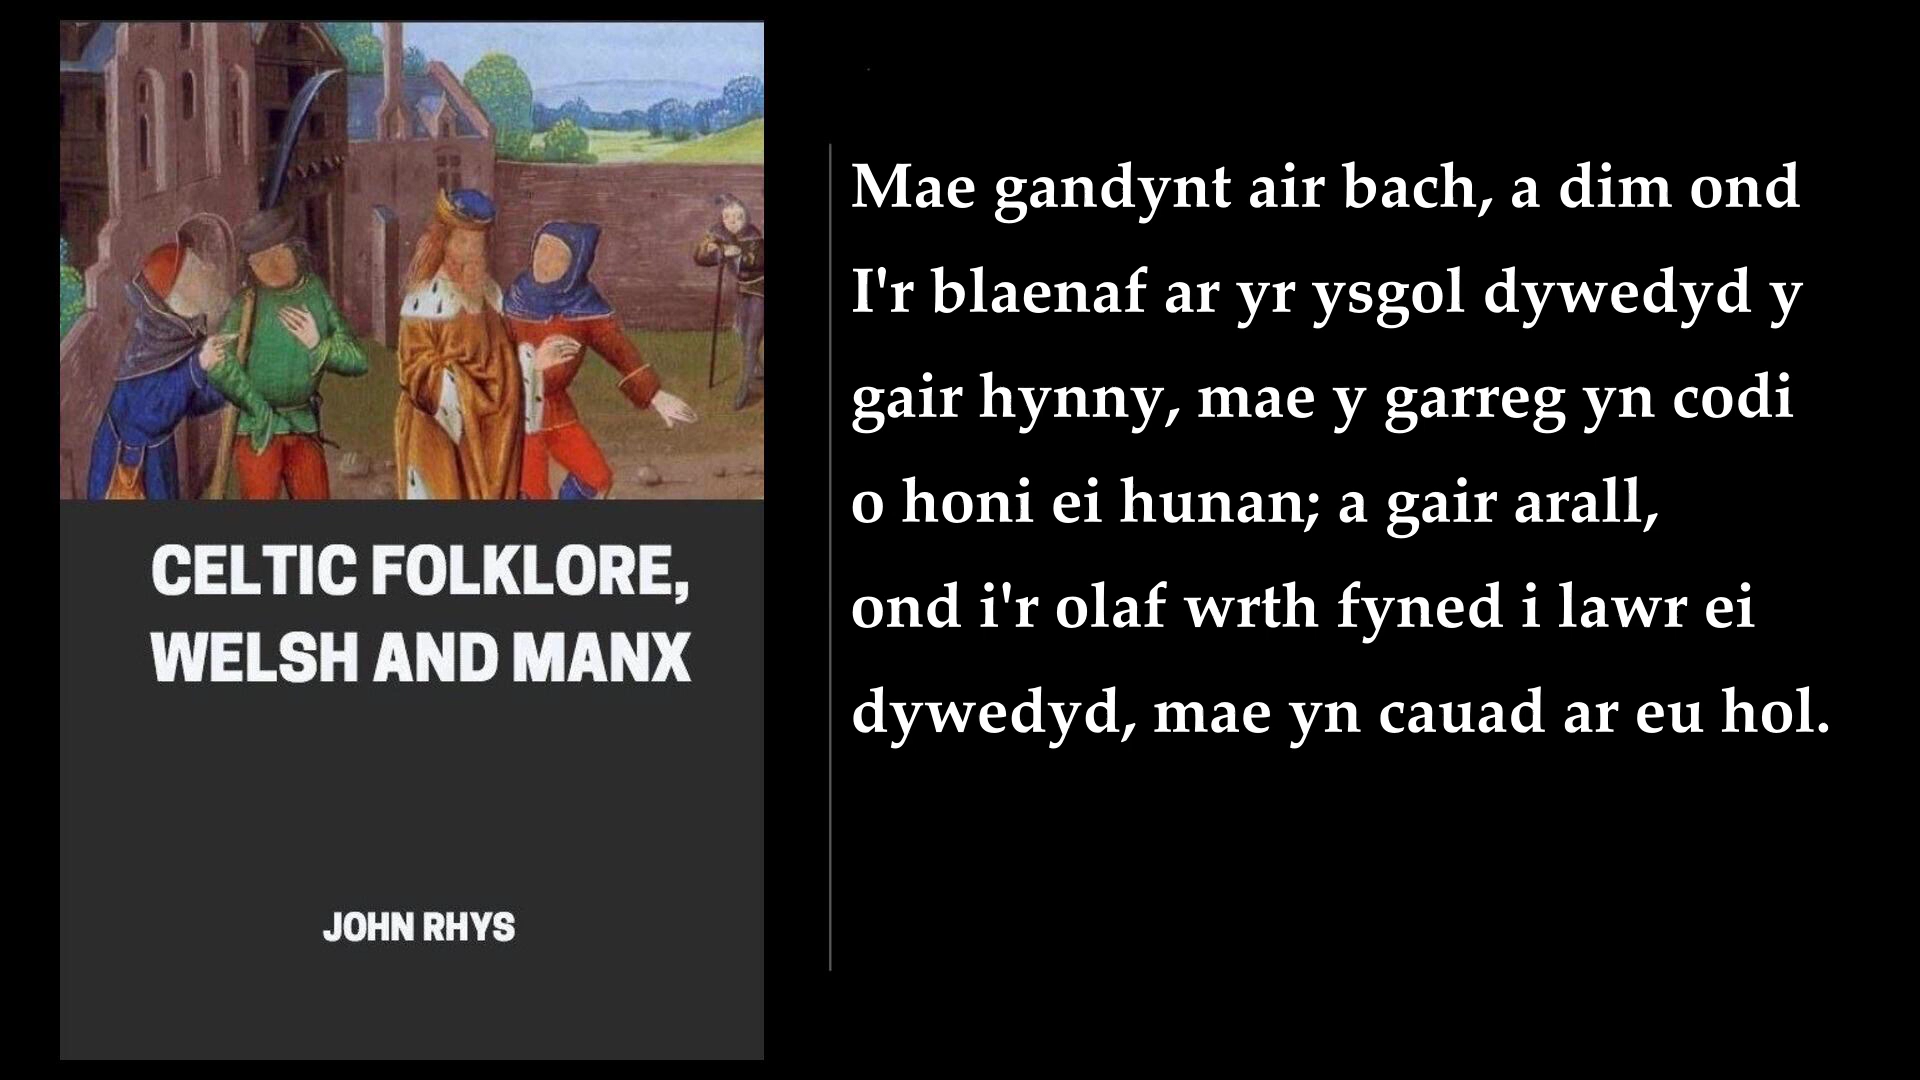 CELTIC FOLKLORE,
WELSH AND MANX
JOHN RHYS
Mae gandynt air bach, a dim ond
I'r blaenaf ar yr ysgol dywedyd y
gair hynny, mae y garreg yn codi
o honi ei hunan; a gair arall,
ond i'r olaf wrth fyned i lawr ei
dywedyd, mae yn cauad ar eu hol.